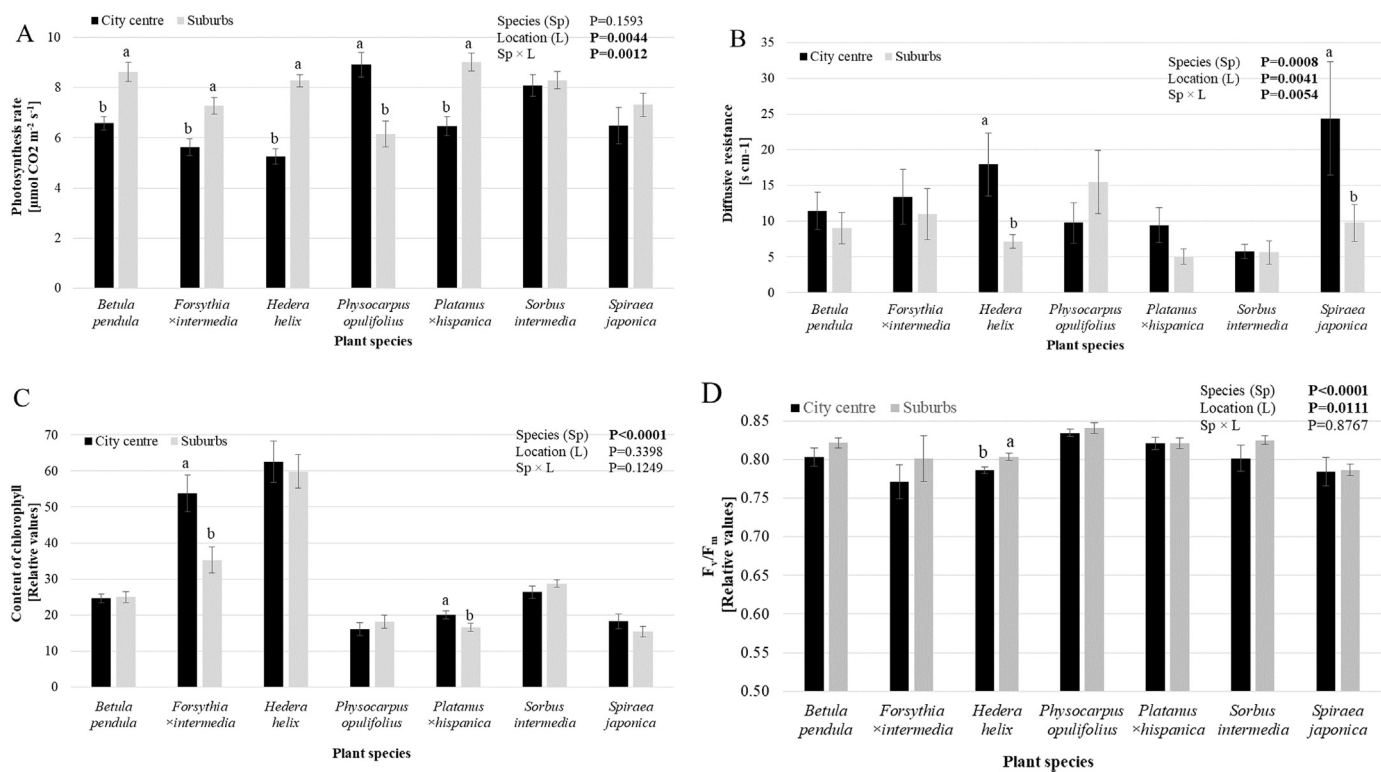 A
City centre Suburbs
Species (Sp) P=0.1593
Location (L) P=0.0044
Sp × L P=0.0012
Photosynthesis rate
[µmol CO2 m-2 s-1]
10
8
6
4
2
0
b a b a b a a b b a
Betula pendula
Forsythia ×intermedia
Hedera helix
Physocarpus opulifolius
Platanus ×hispanica
Sorbus intermedia
Spiraea japonica
Plant species
B
City centre Suburbs
Species (Sp) P=0.0008
Location (L) P=0.0041
Sp × L P=0.0054
Diffusive resistance
[s cm-1]
35
30
25
20
15
10
5
0
a b a b
Betula pendula
Forsythia ×intermedia
Hedera helix
Physocarpus opulifolius
Platanus ×hispanica
Sorbus intermedia
Spiraea japonica
Plant species
C
City centre Suburbs
Species (Sp) P<0.0001
Location (L) P=0.3398
Sp × L P=0.1249
Content of chlorophyll
[Relative values]
70
60
50
40
30
20
10
0
a b a b
Betula pendula
Forsythia ×intermedia
Hedera helix
Physocarpus opulifolius
Platanus ×hispanica
Sorbus intermedia
Spiraea japonica
Plant species
D
City centre Suburbs
Species (Sp) P<0.0001
Location (L) P=0.0111
Sp × L P=0.8767
Fv/Fm
[Relative values]
0.85
0.80
0.75
0.70
0.65
0.60
0.55
0.50
b a
Betula pendula
Forsythia ×intermedia
Hedera helix
Physocarpus opulifolius
Platanus ×hispanica
Sorbus intermedia
Spiraea japonica
Plant species